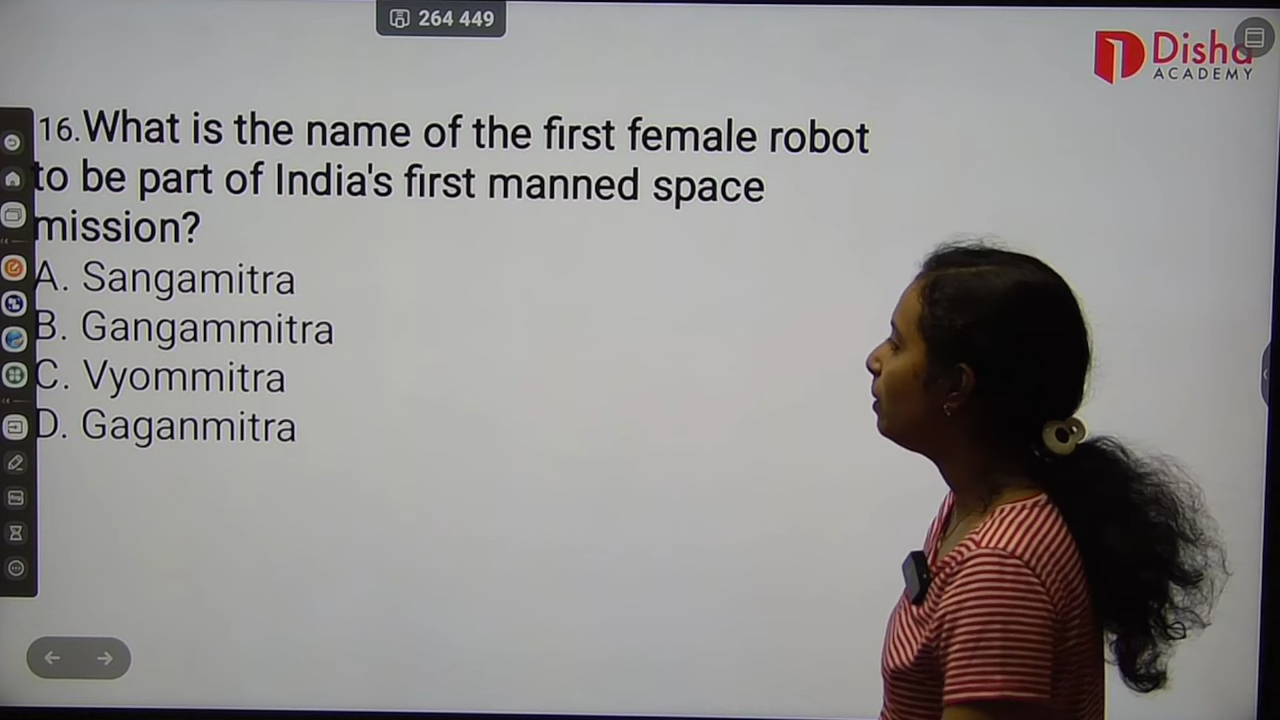 264 449
Disha
ACADEMY
16.What is the name of the first female robot
to be part of India's first manned space
mission?
A. Sangamitra
B. Gangammitra
C. Vyommitra
D. Gaganmitra